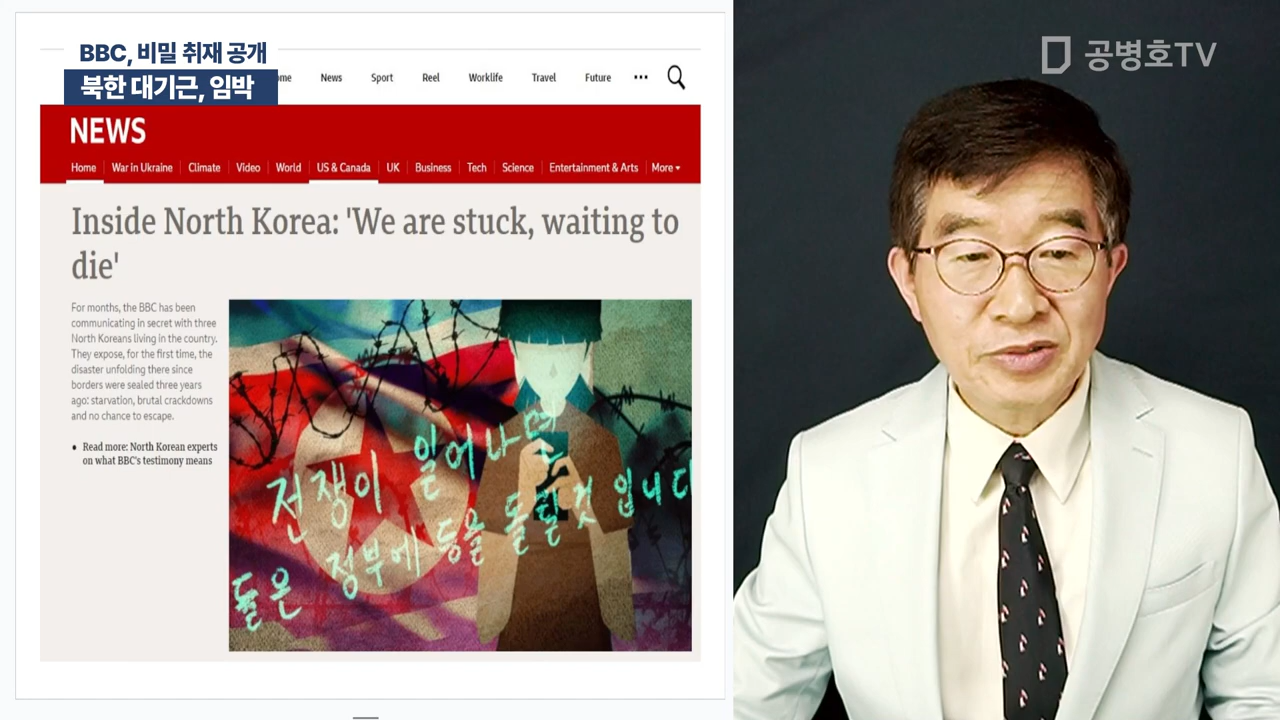 BBC, 비밀 취재 공개
북한 대기근, 임박
ome News Sport Reel Worklife Travel Future ...
NEWS
Home War in Ukraine Climate Video World US & Canada UK Business Tech Science Entertainment & Arts More
Inside North Korea: 'We are stuck, waiting to
die'
For months, the BBC has been
communicating in secret with three
North Koreans living in the country.
They expose, for the first time, the
disaster unfolding there since
borders were sealed three years
ago: starvation, brutal crackdowns
and no chance to escape.
Read more: North Korean experts
on what BBC's testimony means
전쟁이 일어나면
들은 정부에 등을 돌릴것 입니다
공병호TV